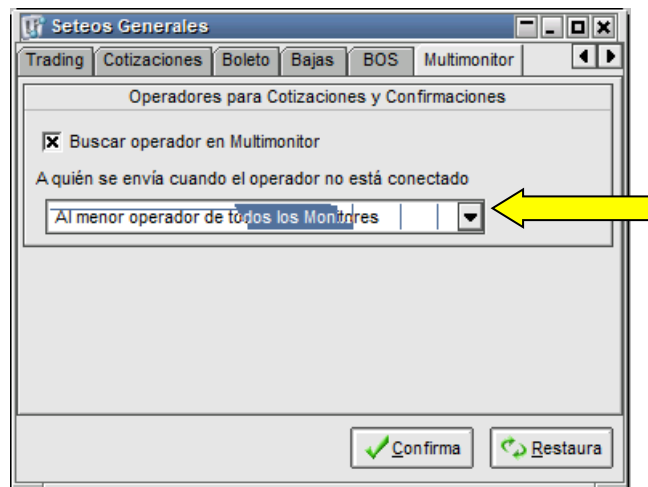 Seteos Generales
Trading Cotizaciones Boleto Bajas BOS Multimonitor
Operadores para Cotizaciones y Confirmaciones
Buscar operador en Multimonitor
A quién se envía cuando el operador no está conectado
Al menor operador de todos los Monitores
Confirma Restaura